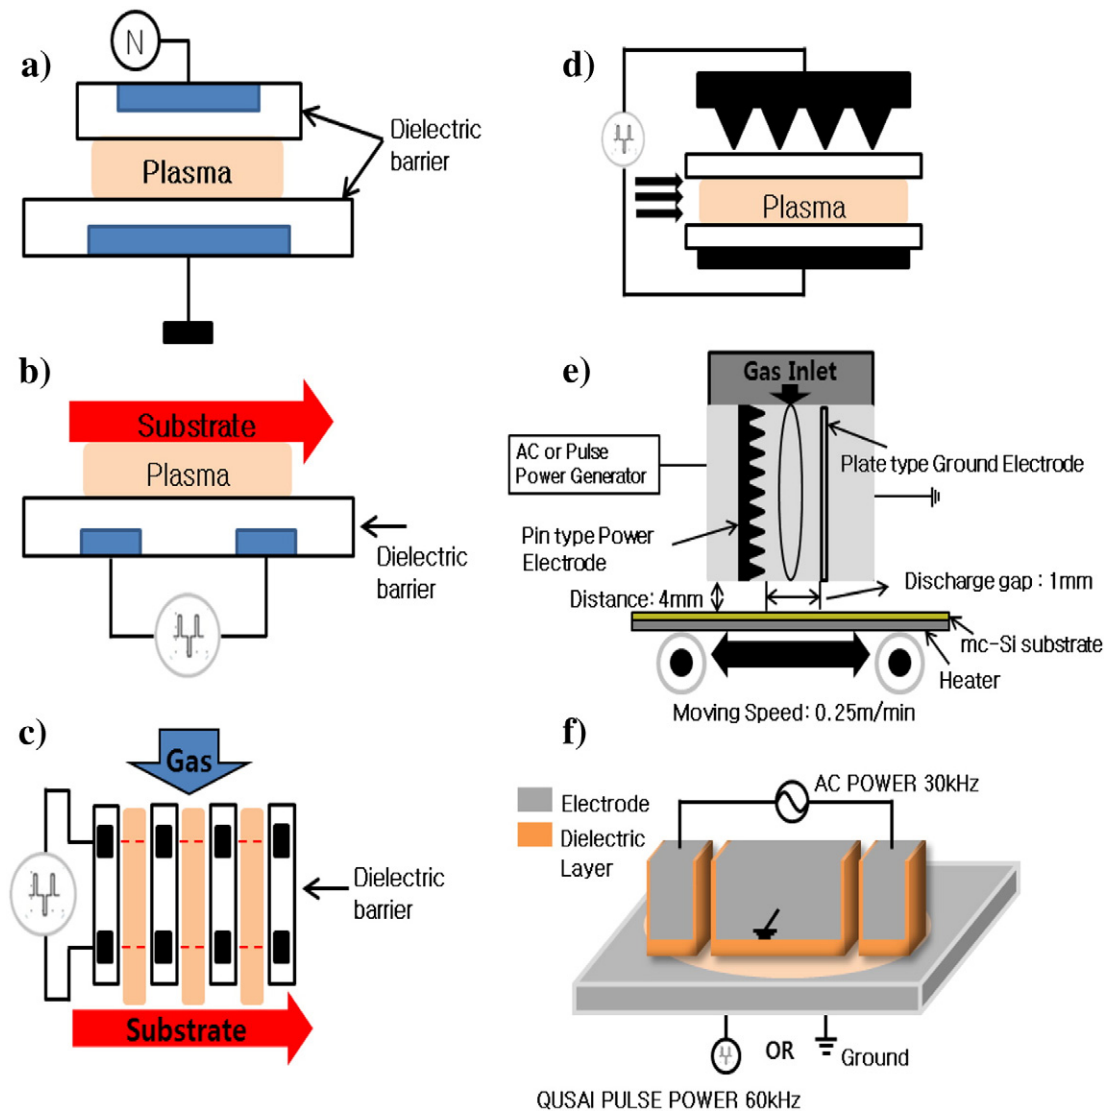 a)
N
Dielectric
barrier
Plasma
b)
Substrate
Plasma
Dielectric
barrier
c)
Gas
Dielectric
barrier
Substrate
d)
Plasma
e)
Gas Inlet
AC or Pulse
Power Generator
Plate type Ground Electrode
Pin type Power
Electrode
Discharge gap : 1mm
Distance: 4mm
mc-Si substrate
Heater
Moving Speed: 0.25m/min
f)
AC POWER 30kHz
Electrode
Dielectric
Layer
OR
Ground
QUSAI PULSE POWER 60kHz